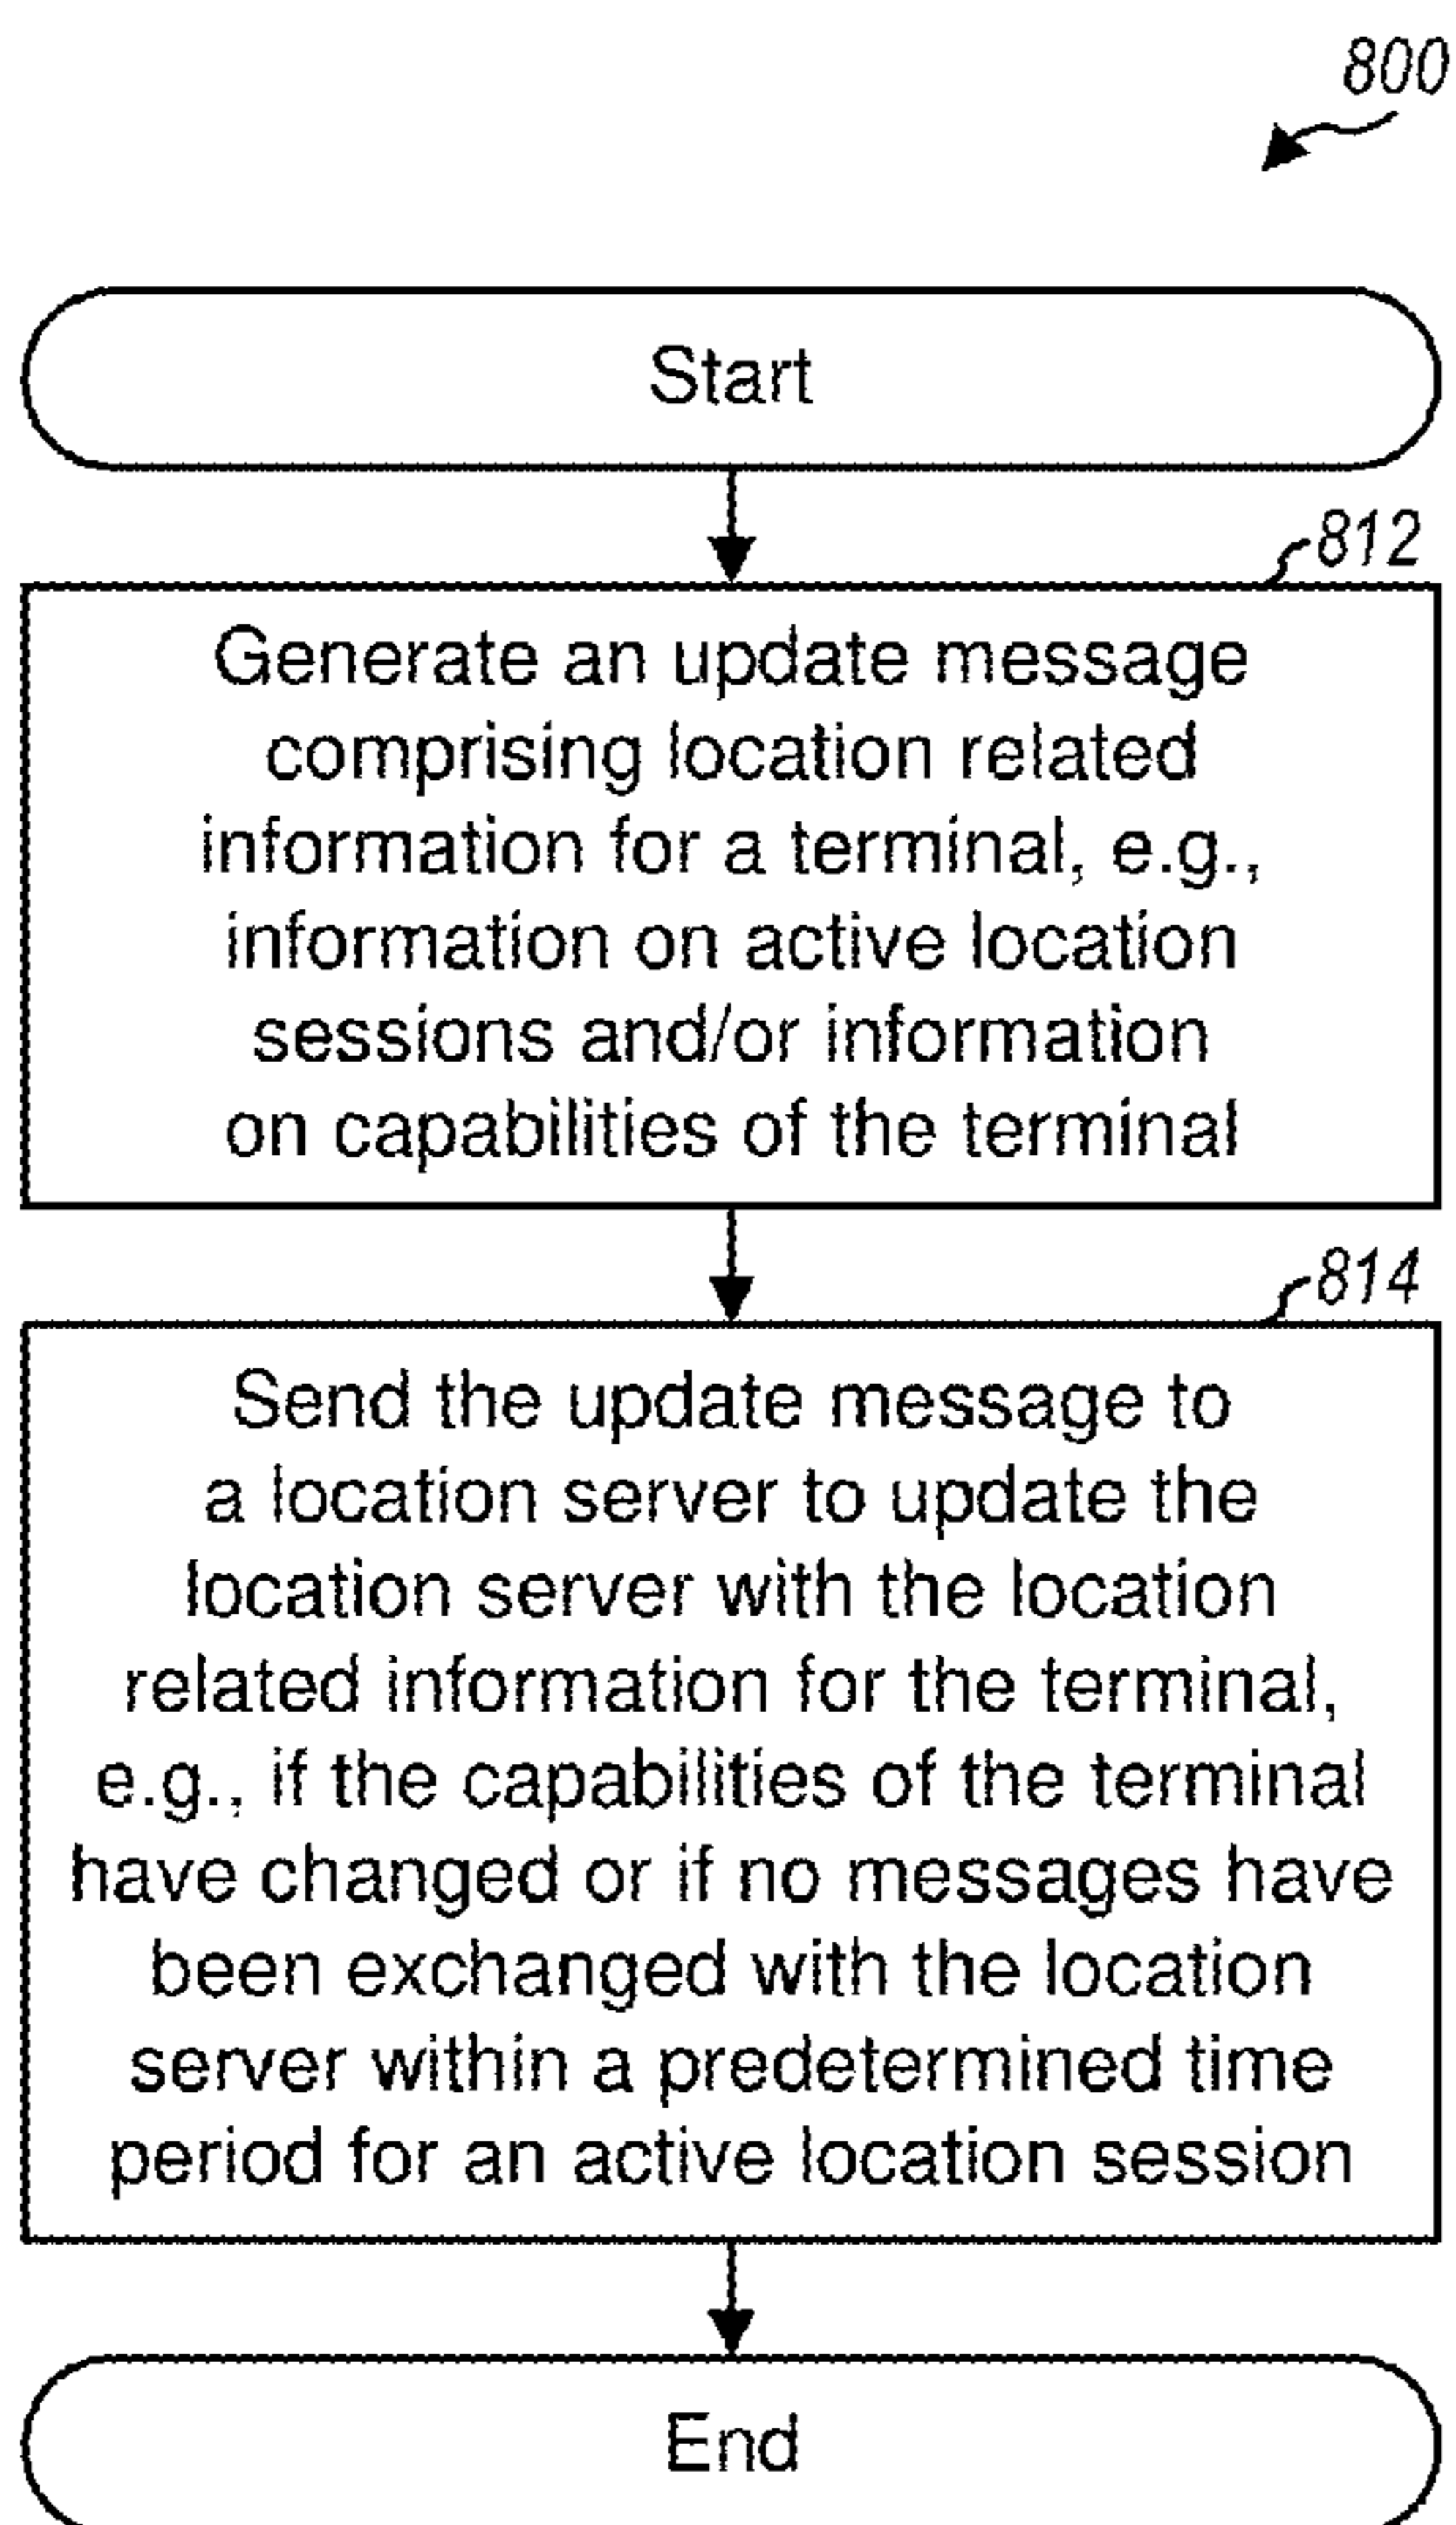 800
Start
812
Generate an update message
comprising location related
information for a terminal, e.g.,
information on active location
sessions and/or information
on capabilities of the terminal
814
Send the update message to
a location server to update the
location server with the location
related information for the terminal,
e.g., if the capabilities of the terminal
have changed or if no messages have
been exchanged with the location
server within a predetermined time
period for an active location session
End